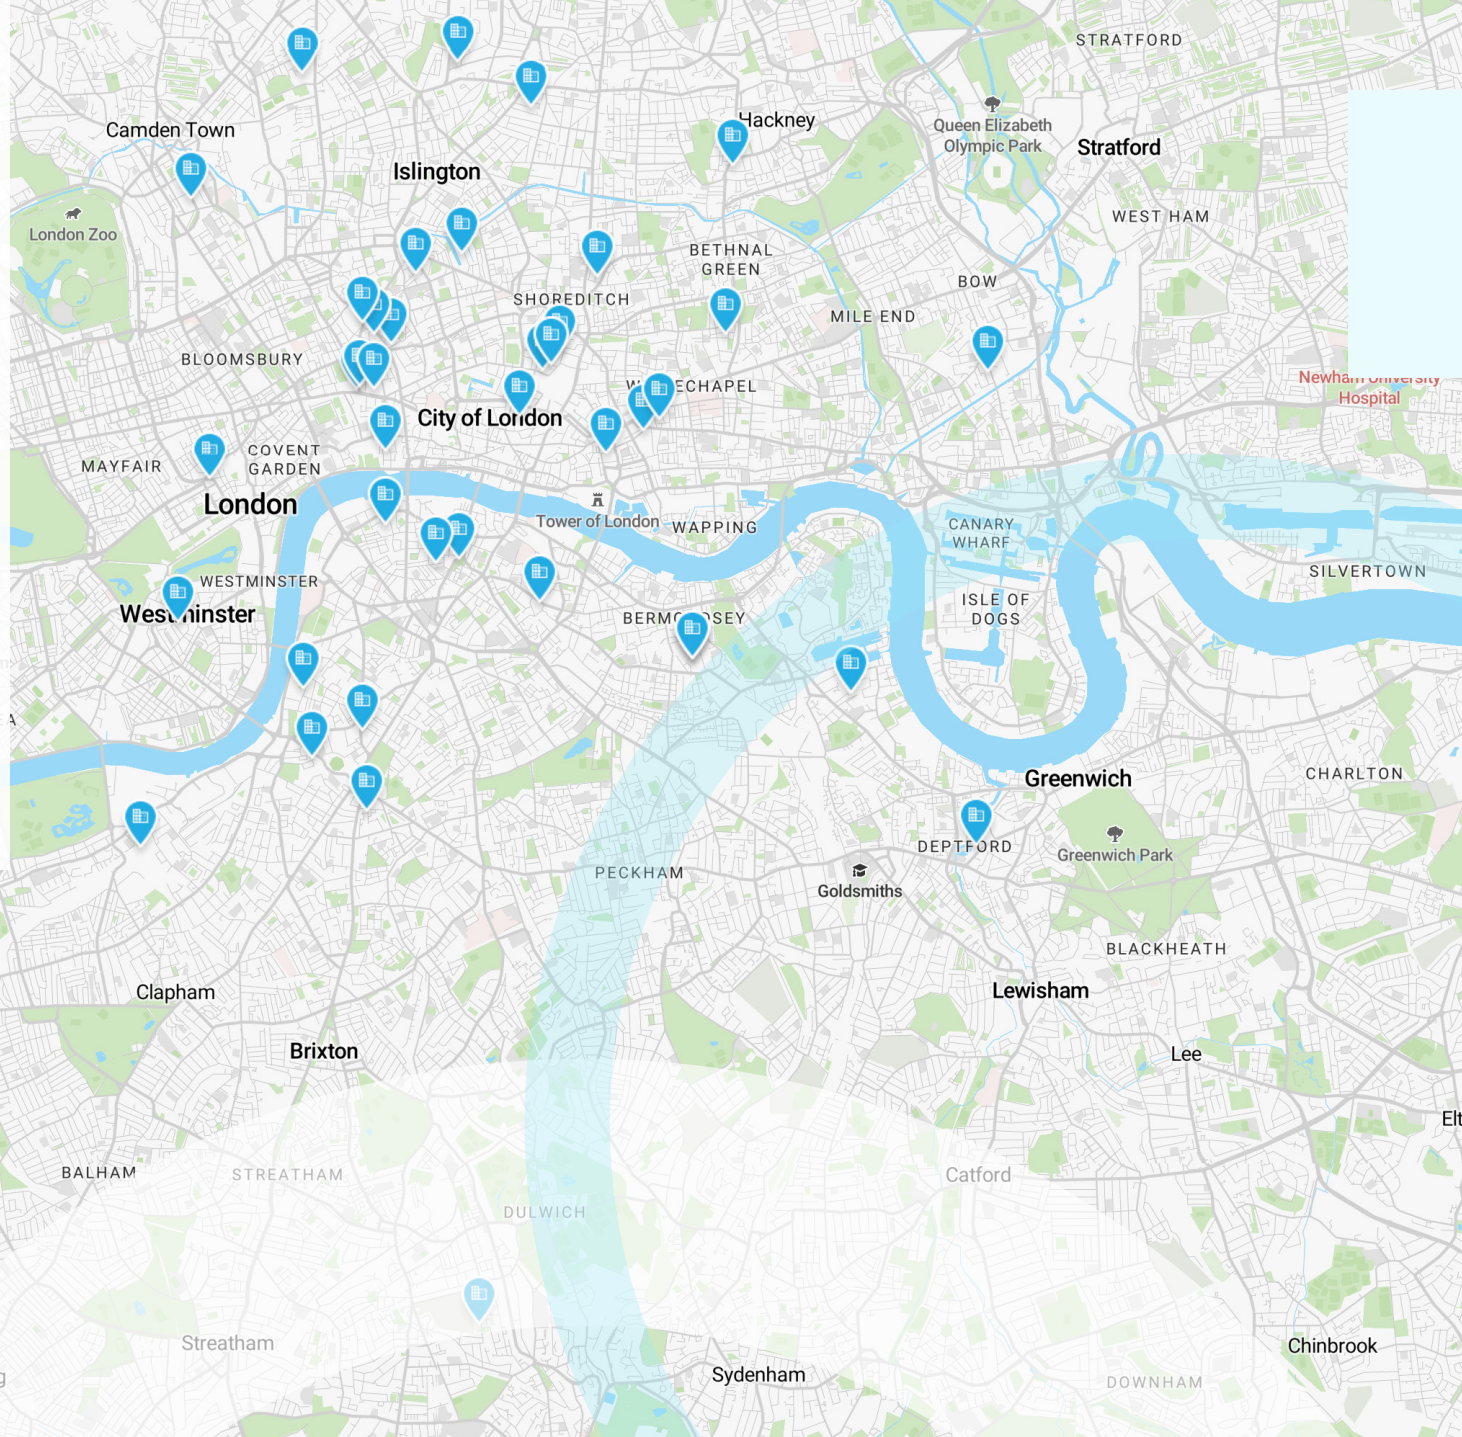 STRATFORD
Hackney
Camden Town
Queen Elizabeth
Olympic Park
Stratford
Islington
WEST HAM
London Zoo
BETHNAL
GREEN
BOW
SHOREDITCH
MILE END
BLOOMSBURY
Newham University
Hospital
City of London
COVENT
GARDEN
MAYFAIR
London
Tower of London
WAPPING
CANARY
WHARF
SILVERTOWN
WESTMINSTER
ISLE OF
DOGS
Greenwich
CHARLTON
DEPTFORD
Greenwich Park
PECKHAM
Goldsmiths
BLACKHEATH
Clapham
Lewisham
Brixton
Lee
Elt
BALHAM
STREATHAM
Catford
DULWICH
Streatham
Chinbrook
Sydenham
DOWNHAM